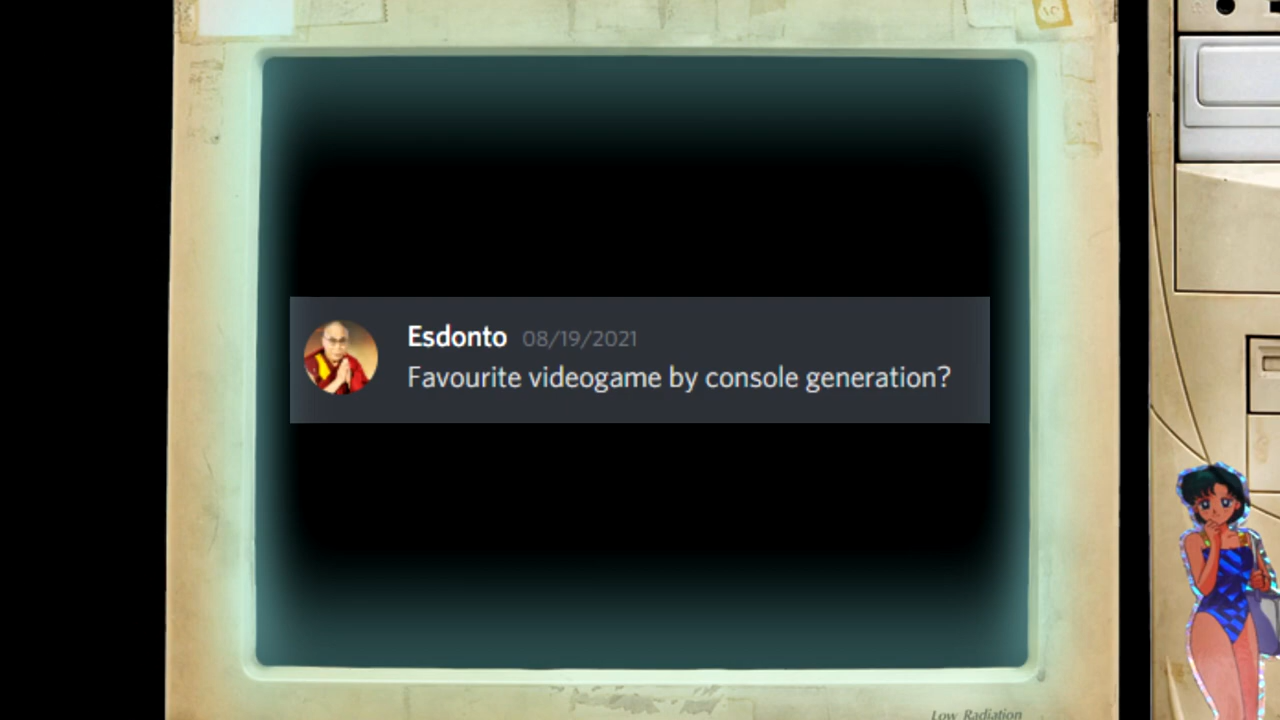 Esdonto 08/19/2021
Favourite videogame by console generation?
Low Radiation